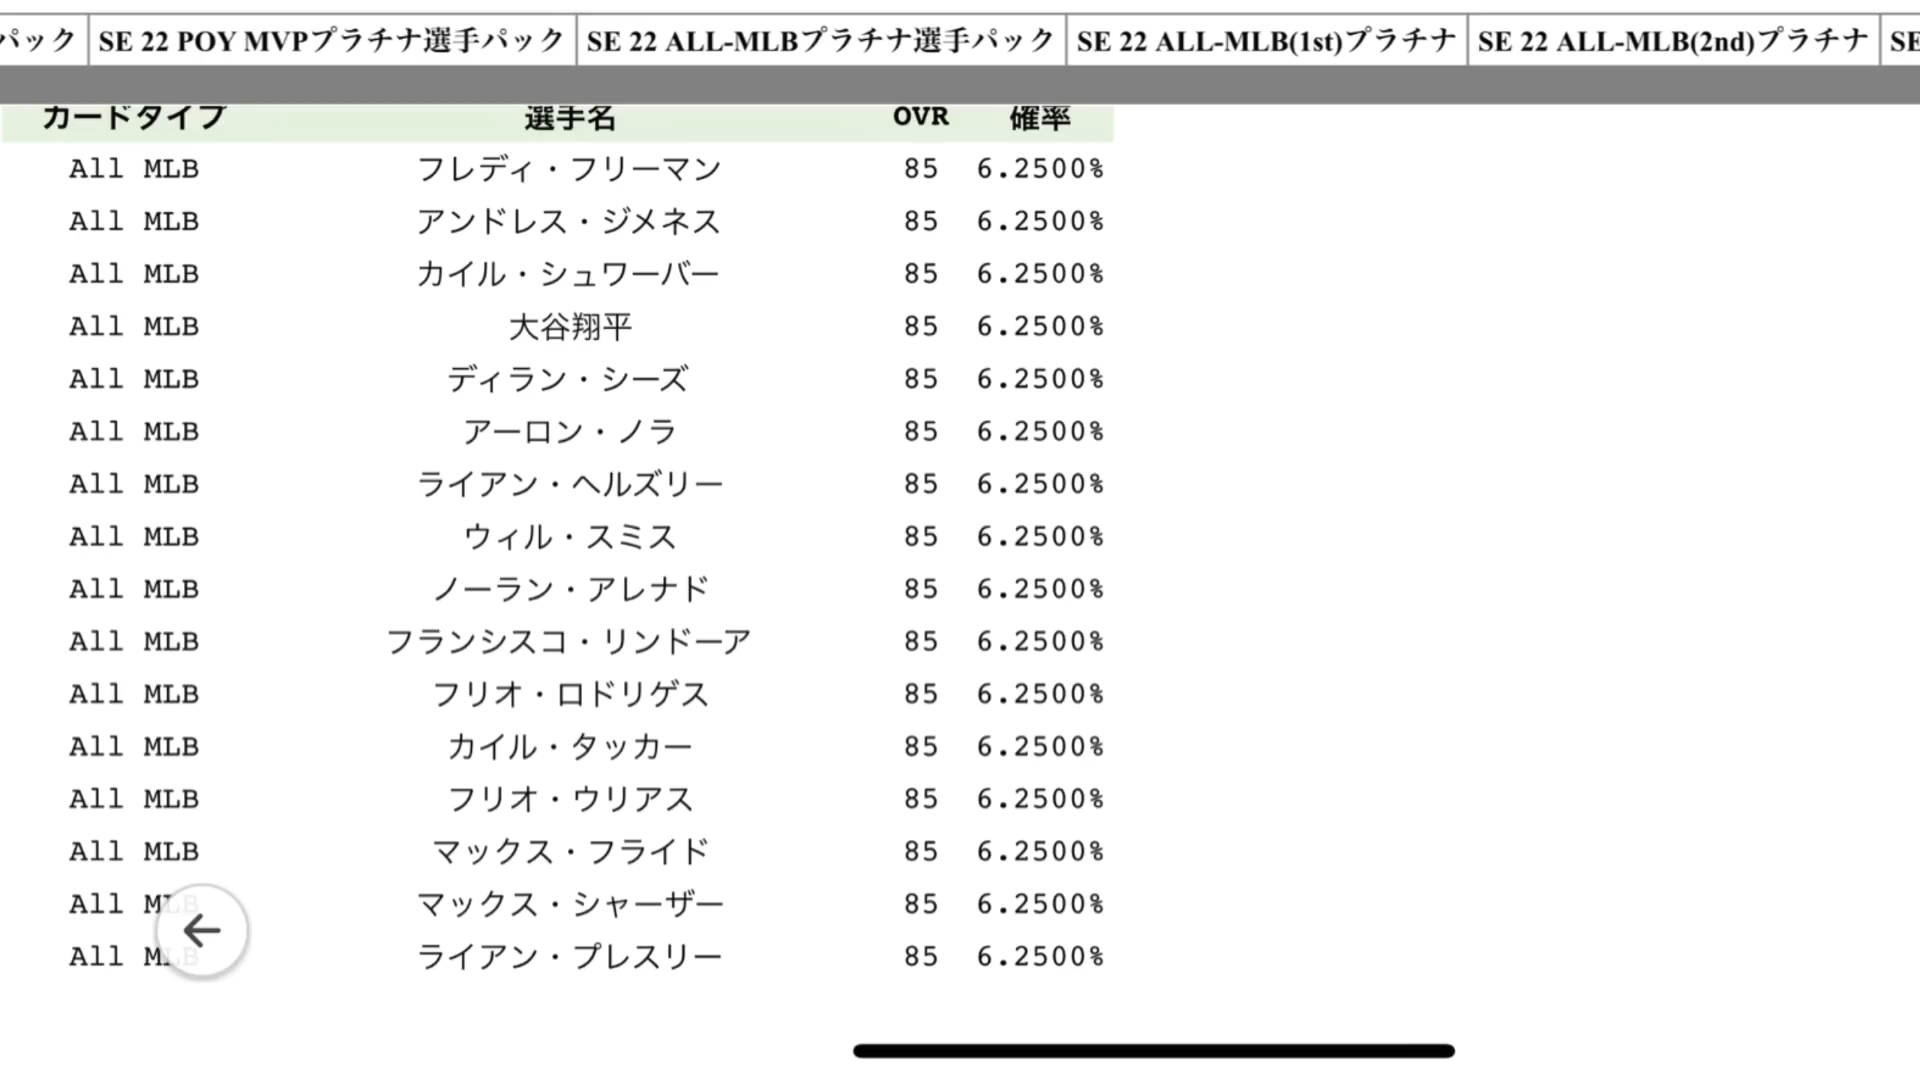 パック SE 22 POY MVPプラチナ選手パック SE 22 ALL-MLBプラチナ選手パック SE 22 ALL-MLB(1st)プラチナ SE 22 ALL-MLB(2nd)プラチナ SE
カードタイプ 選手名 OVR 確率
All MLB フレディ・フリーマン 85 6.2500%
All MLB アンドレス・ジメネス 85 6.2500%
All MLB カイル・シュワーバー 85 6.2500%
All MLB 大谷翔平 85 6.2500%
All MLB ディラン・シーズ 85 6.2500%
All MLB アーロン・ノラ 85 6.2500%
All MLB ライアン・ヘルズリー 85 6.2500%
All MLB ウィル・スミス 85 6.2500%
All MLB ノーラン・アレナド 85 6.2500%
All MLB フランシスコ・リンドーア 85 6.2500%
All MLB フリオ・ロドリゲス 85 6.2500%
All MLB カイル・タッカー 85 6.2500%
All MLB フリオ・ウリアス 85 6.2500%
All MLB マックス・フライド 85 6.2500%
All MLB マックス・シャーザー 85 6.2500%
All MLB ライアン・プレスリー 85 6.2500%